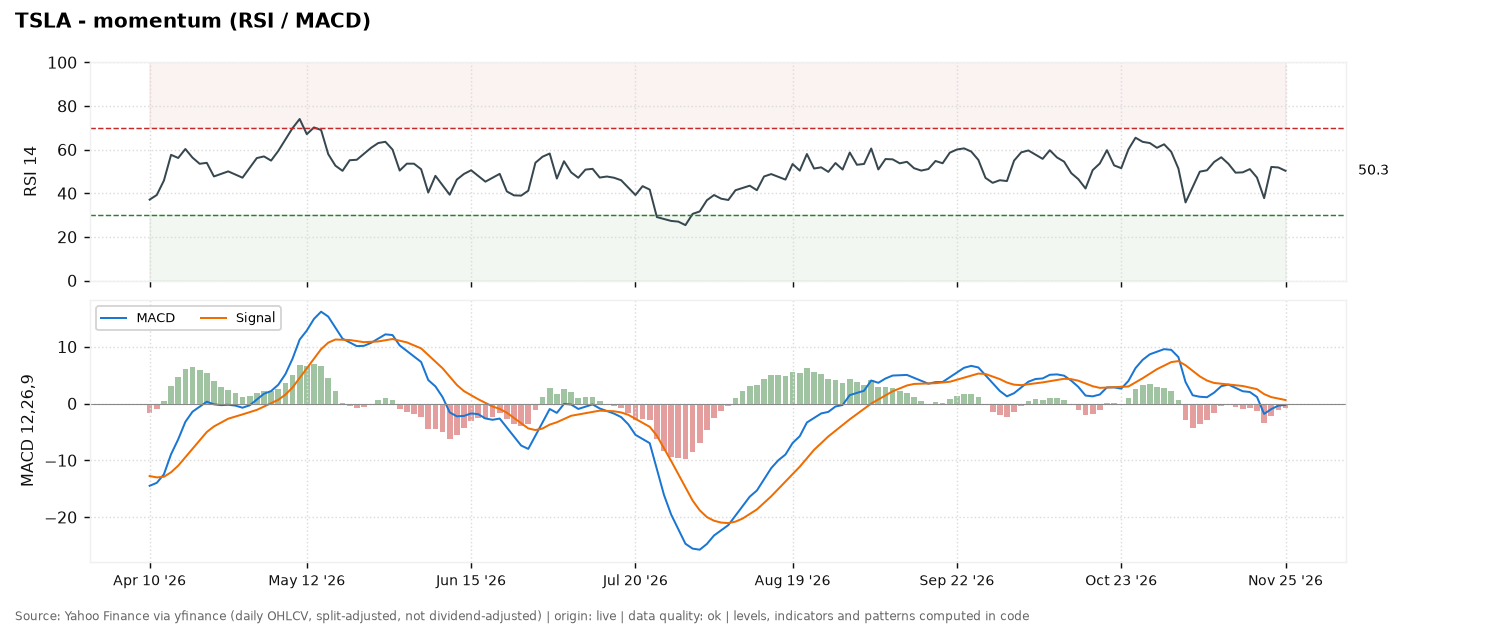 TSLA - momentum (RSI / MACD)
100
80
60
40
20
0
RSI 14
50.3
MACD
Signal
10
0
−10
−20
MACD 12,26,9
Apr 10 '26
May 12 '26
Jun 15 '26
Jul 20 '26
Aug 19 '26
Sep 22 '26
Oct 23 '26
Nov 25 '26
Source: Yahoo Finance via yfinance (daily OHLCV, split-adjusted, not dividend-adjusted) | origin: live | data quality: ok | levels, indicators and patterns computed in code